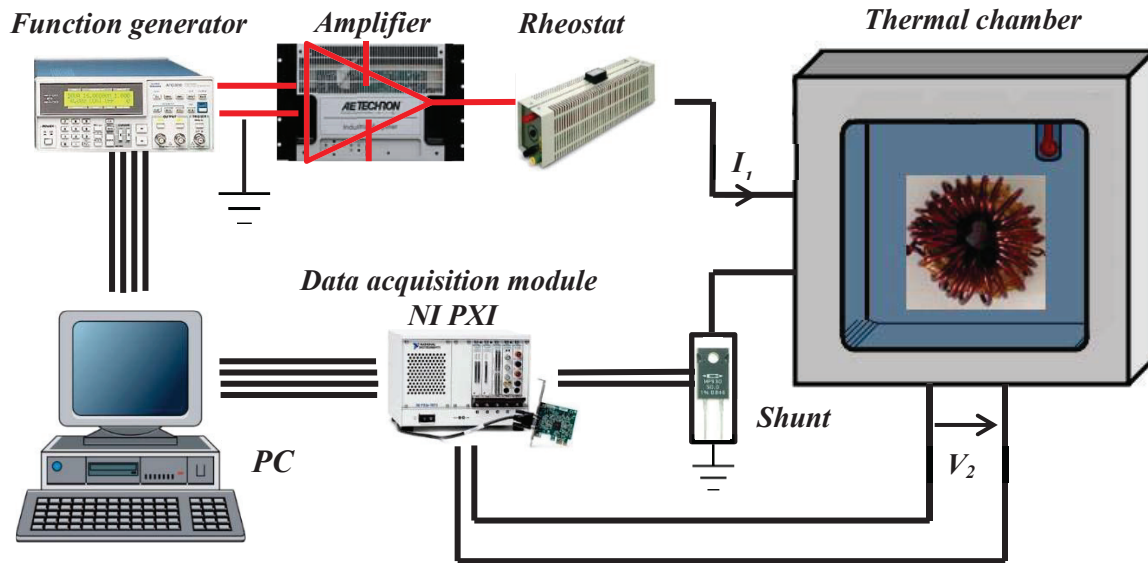 Function generator
Amplifier
Rheostat
Thermal chamber
AE TECHRON
I1
Data acquisition module
NI PXI
Shunt
PC
V2